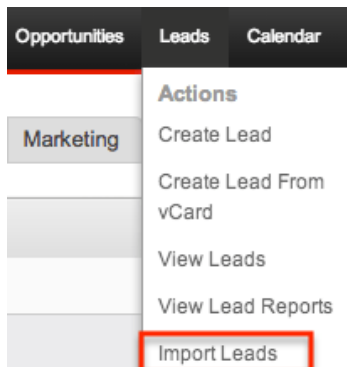 Opportunities Leads Calendar
Actions
Marketing Create Lead
Create Lead From
vCard
View Leads
View Lead Reports
Import Leads